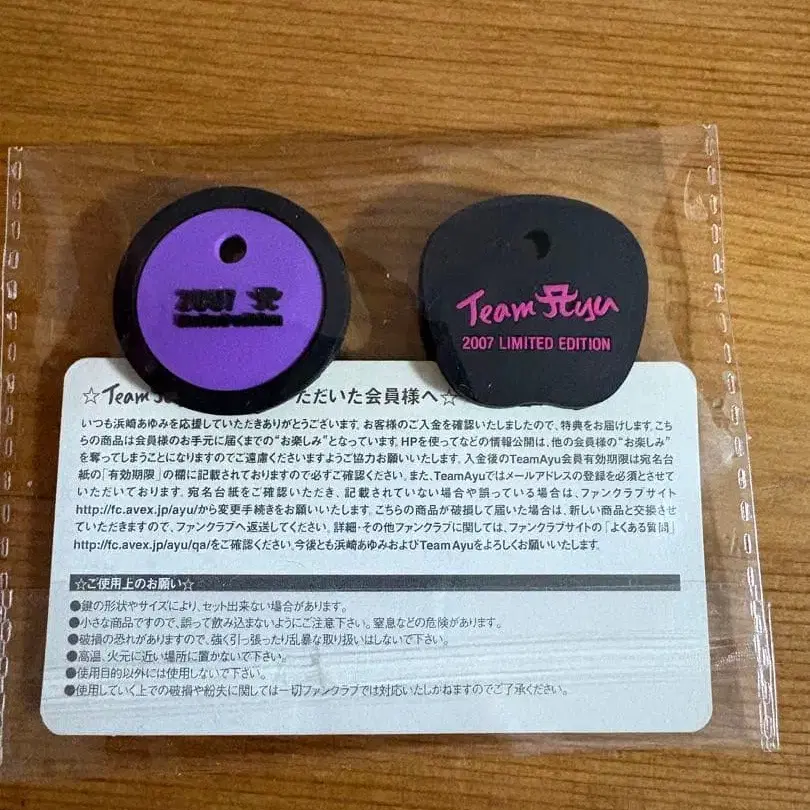 2007
Limited edition
Team Ayu
2007 LIMITED EDITION
☆Team ただいた会員様へ☆
いつも浜崎あゆみを応援していただきありがとうございます。お客様のご入金を確認いたしましたので、特典をお届けします。こち
らの商品は会員様のお手元に届くまでの“お楽しみ”となっています。HPを使ってなどの情報公開は、他の会員様の“お楽しみ”
を奪ってしまうことになりますのでご遠慮くださいますようご協力お願いいたします。入金後のTeamAyu会員有効期限は宛名台
紙の「有効期限」の欄に記載されておりますので必ずご確認ください。また、TeamAyuではメールアドレスの登録を必須とさせて
いただいております。宛名台紙をご確認いただき、記載されていない場合や誤っている場合は、ファンクラブサイト
http://fc.avex.jp/ayu/から変更手続きをお願いいたします。こちらの商品が破損して届いた場合は、新しい商品と交換させ
ていただきますので、ファンクラブへ返送してください。詳細・その他ファンクラブに関しては、ファンクラブサイトの「よくある質問」
http://fc.avex.jp/ayu/qa/をご確認ください。今後とも浜崎あゆみおよびTeamAyuをよろしくお願いいたします。
☆ご使用上のお願い☆
●鍵の形状やサイズにより、セット出来ない場合があります。
●小さな商品ですので、誤って飲み込まないようにご注意下さい。窒息などの危険があります。
●破損の恐れがありますので、強く引っ張ったり乱暴な取り扱いはしないで下さい。
●高温、火元に近い場所に置かないで下さい。
●使用目的以外には使用しないで下さい。
●使用していく上での破損や紛失に関しては一切ファンクラブでは対応いたしかねますのでご了承ください。